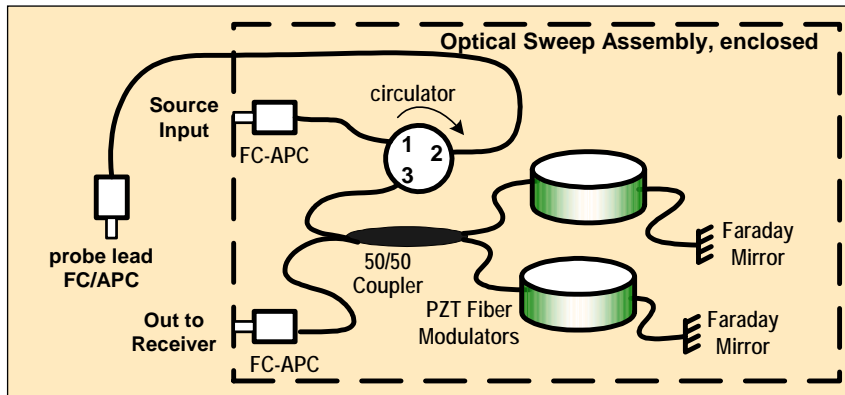 Optical Sweep Assembly, enclosed
circulator
Source
Input
FC-APC
1
2
3
probe lead
FC/APC
50/50
Coupler
PZT Fiber
Modulators
Faraday
Mirror
Faraday
Mirror
Out to
Receiver
FC-APC